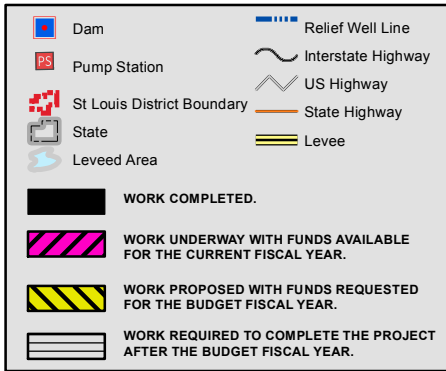 Dam
PS
Pump Station
St Louis District Boundary
State
Leveed Area
Relief Well Line
Interstate Highway
US Highway
State Highway
Levee
WORK COMPLETED.
WORK UNDERWAY WITH FUNDS AVAILABLE
FOR THE CURRENT FISCAL YEAR.
WORK PROPOSED WITH FUNDS REQUESTED
FOR THE BUDGET FISCAL YEAR.
WORK REQUIRED TO COMPLETE THE PROJECT
AFTER THE BUDGET FISCAL YEAR.